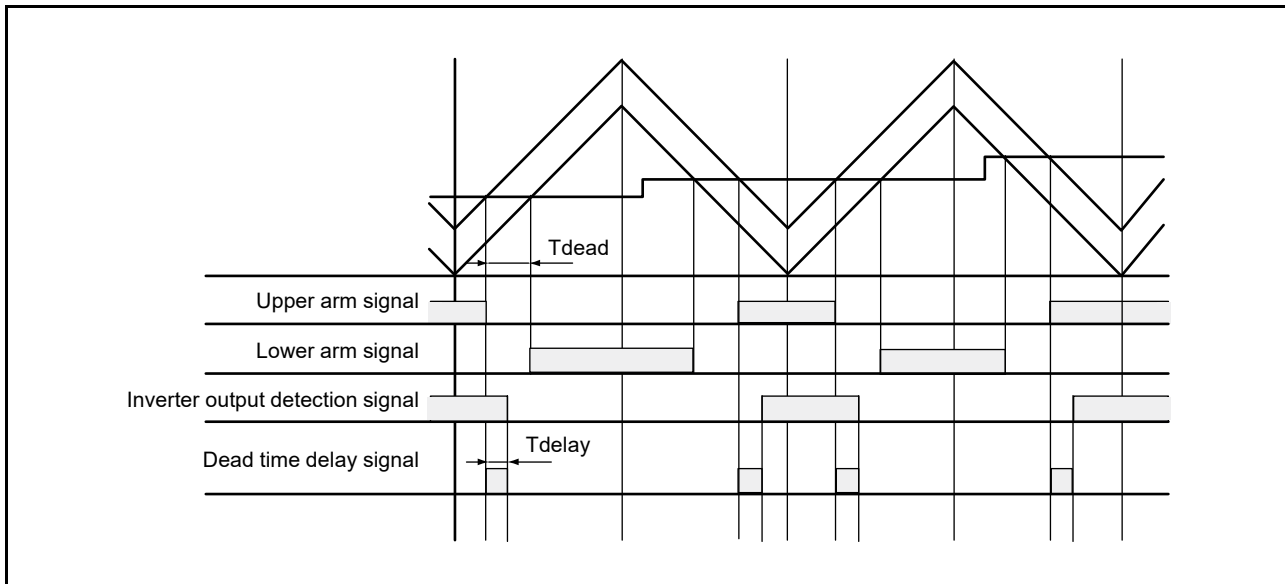 Tdead
Upper arm signal
Lower arm signal
Inverter output detection signal
Tdelay
Dead time delay signal